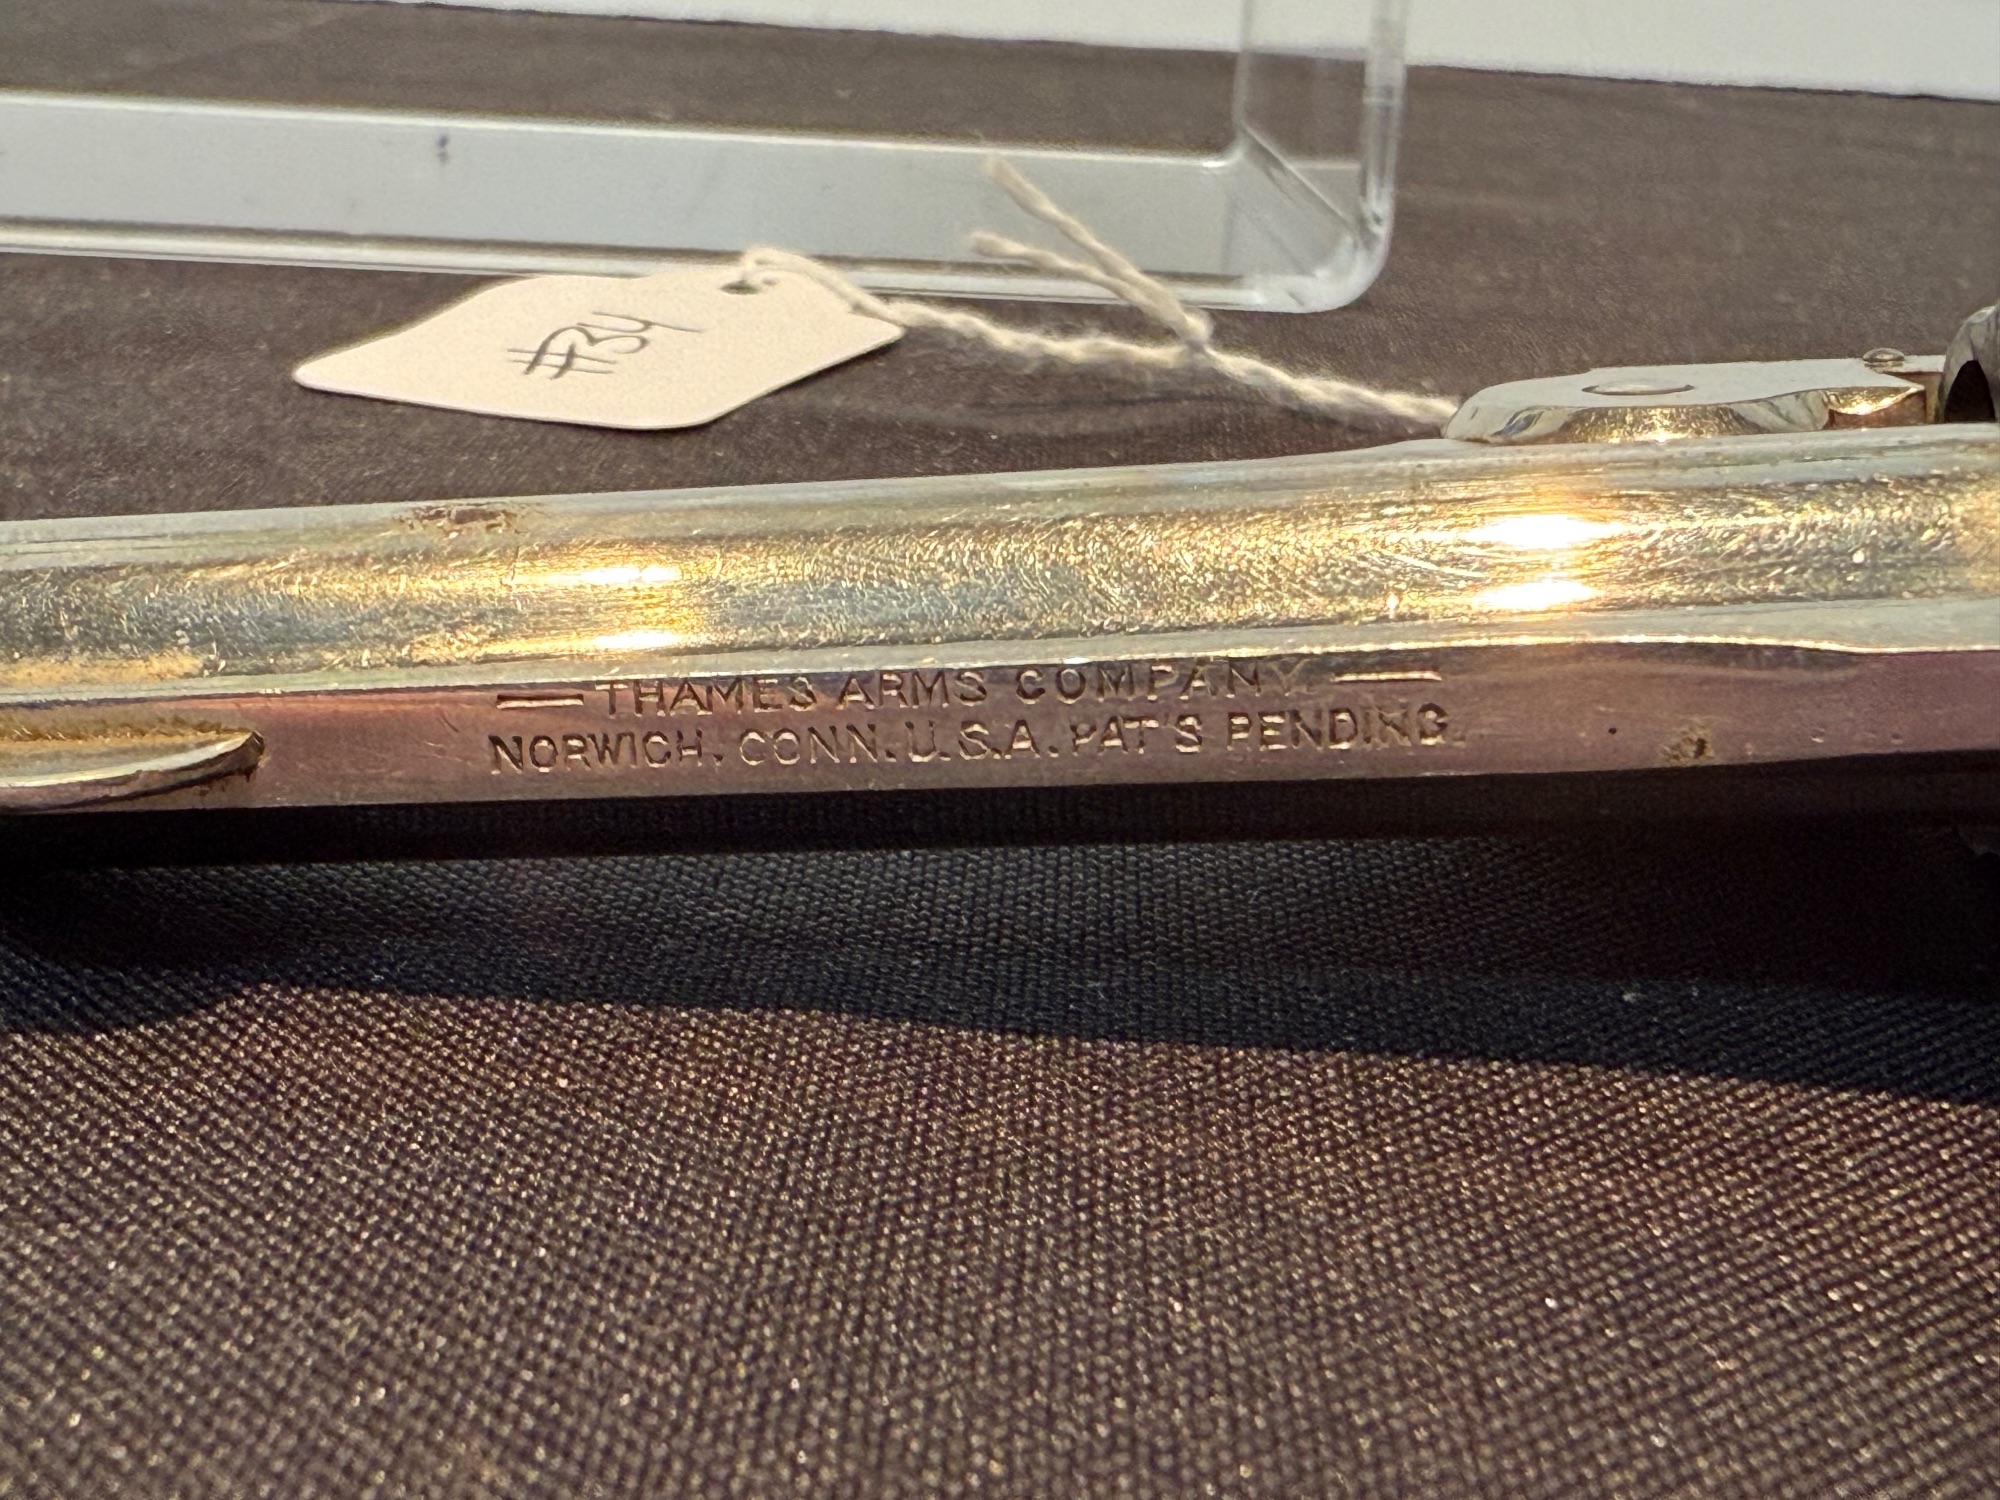 #34
— THAMES ARMS COMPANY. —
NORWICH, CONN. U.S.A. PAT'S PENDING.